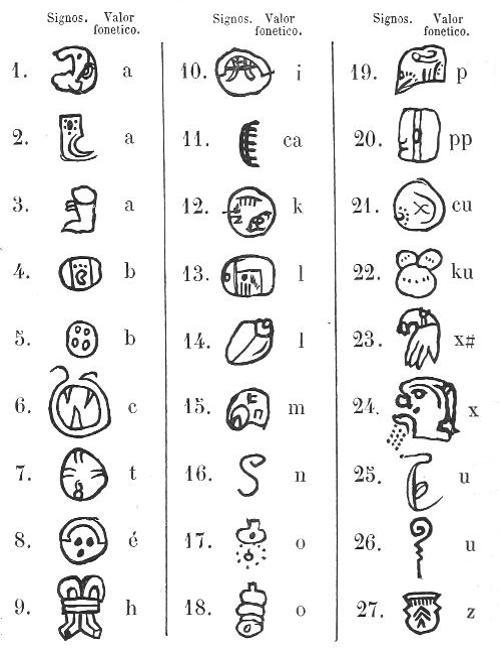 Signos. Valor fonetico.
1. a
2. a
3. a
4. b
5. b
6. c
7. t
8. é
9. h
Signos. Valor fonetico.
10. i
11. ca
12. k
13. l
14. l
15. m
16. n
17. o
18. o
Signos. Valor fonetico.
19. p
20. pp
21. cu
22. ku
23. x#
24. x
25. u
26. u
27. z